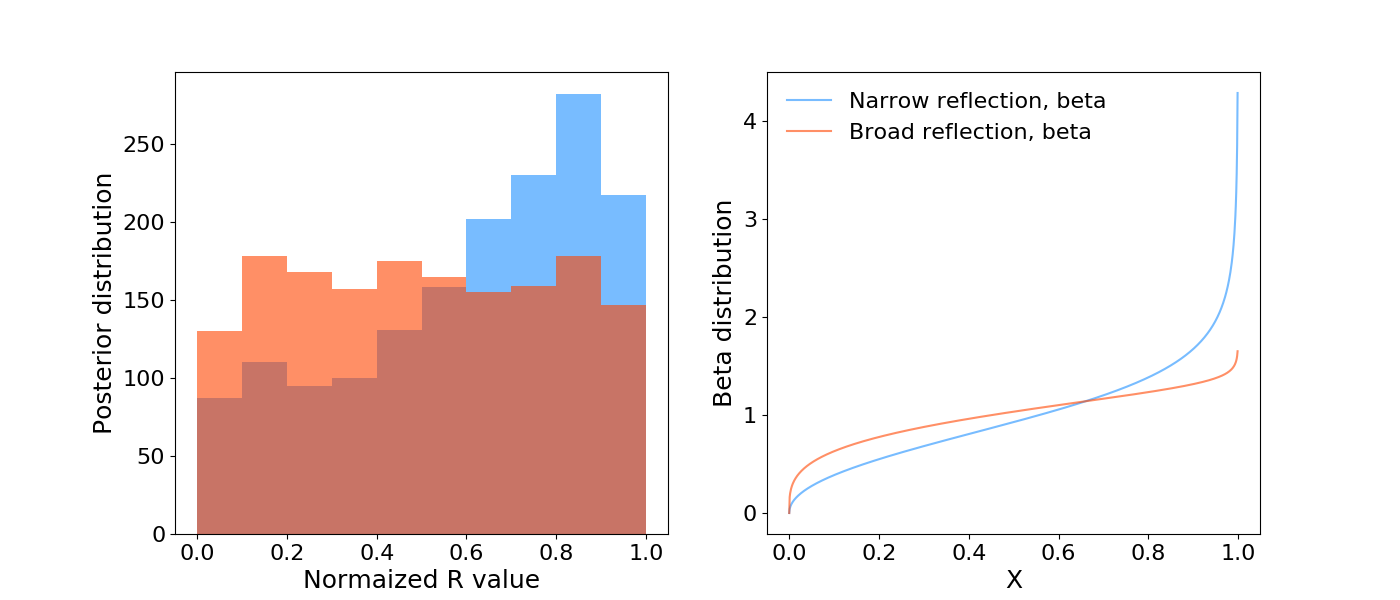 Posterior distribution
250
200
150
100
50
0
0.0 0.2 0.4 0.6 0.8 1.0
Normaized R value
Beta distribution
4
3
2
1
0
Narrow reflection, beta
Broad reflection, beta
0.0 0.2 0.4 0.6 0.8 1.0
X